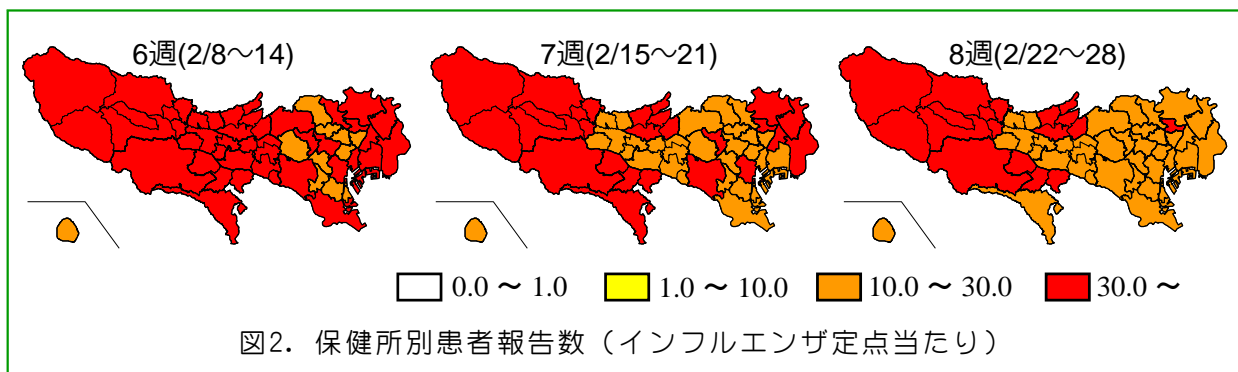 6週(2/8～14)
7週(2/15～21)
8週(2/22～28)
0.0 ～ 1.0
1.0 ～ 10.0
10.0 ～ 30.0
30.0 ～
図2．保健所別患者報告数（インフルエンザ定点当たり）